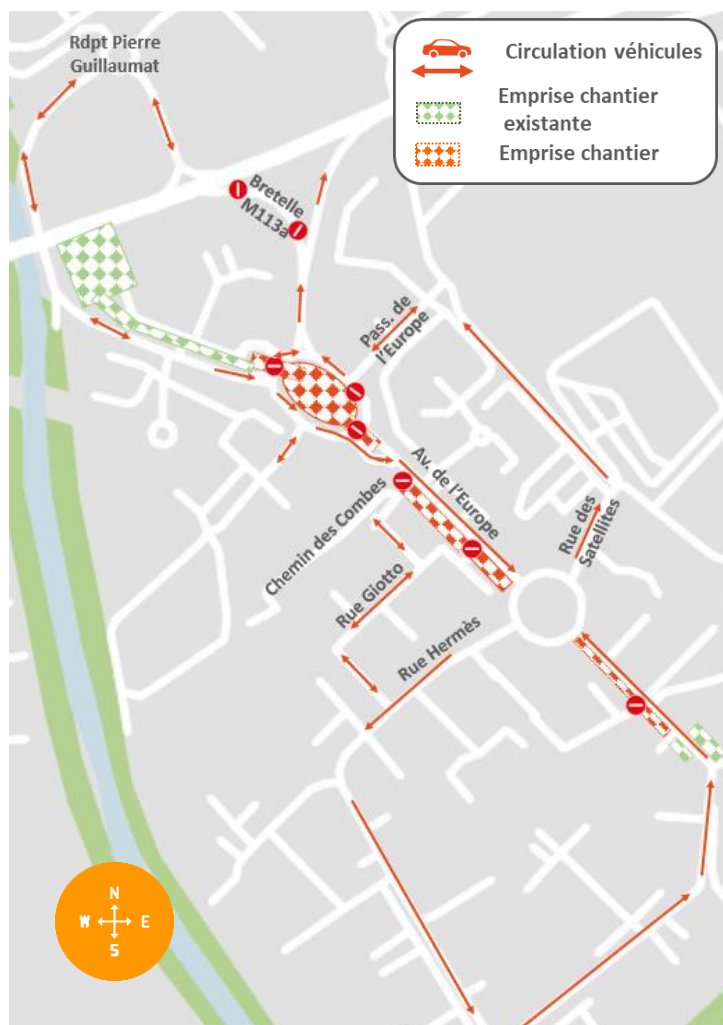 Rdpt Pierre
Guillaumat
Circulation véhicules
Emprise chantier
existante
Emprise chantier
Bretelle
M113a
Pass. de
l'Europe
Av. de l'Europe
Chemin des Combes
Rue des
Satellites
Rue Giotto
Rue Hermès
N
W E
S